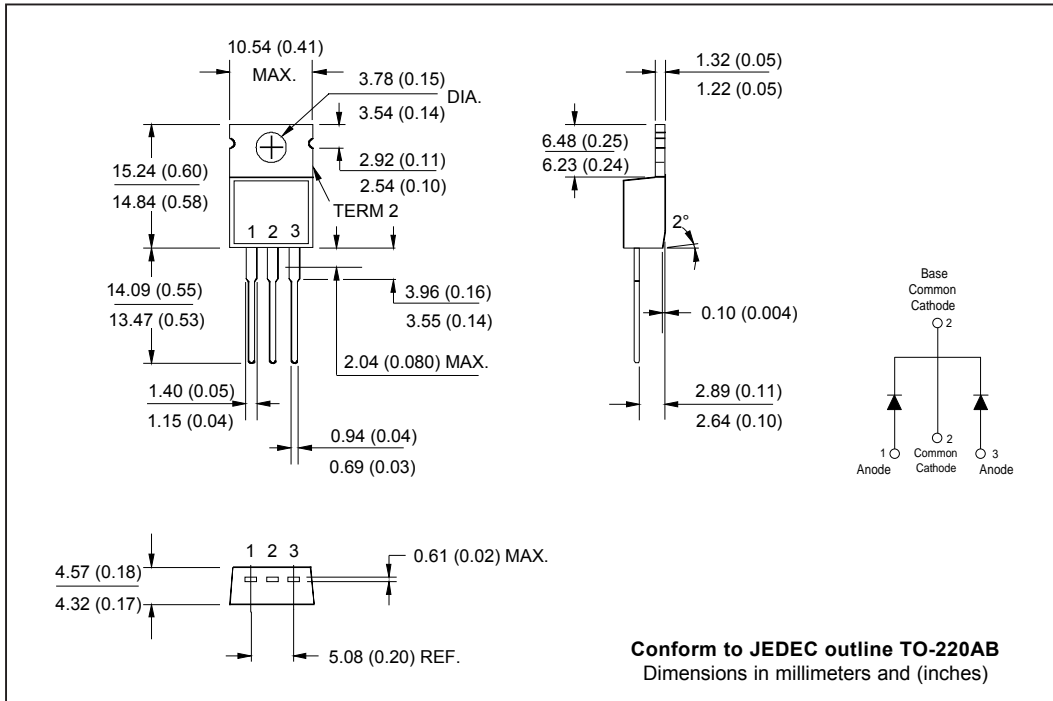 10.54 (0.41)
MAX.
3.78 (0.15)
3.54 (0.14)
DIA.
2.92 (0.11)
2.54 (0.10)
TERM 2
15.24 (0.60)
14.84 (0.58)
1 2 3
14.09 (0.55)
13.47 (0.53)
3.96 (0.16)
3.55 (0.14)
2.04 (0.080) MAX.
1.40 (0.05)
1.15 (0.04)
0.94 (0.04)
0.69 (0.03)
1.32 (0.05)
1.22 (0.05)
6.48 (0.25)
6.23 (0.24)
2°
0.10 (0.004)
2.89 (0.11)
2.64 (0.10)
Base
Common
Cathode
2
2
1
Common
3
Anode
Cathode
Anode
1 2 3
0.61 (0.02) MAX.
4.57 (0.18)
4.32 (0.17)
5.08 (0.20) REF.
Conform to JEDEC outline TO-220AB
Dimensions in millimeters and (inches)